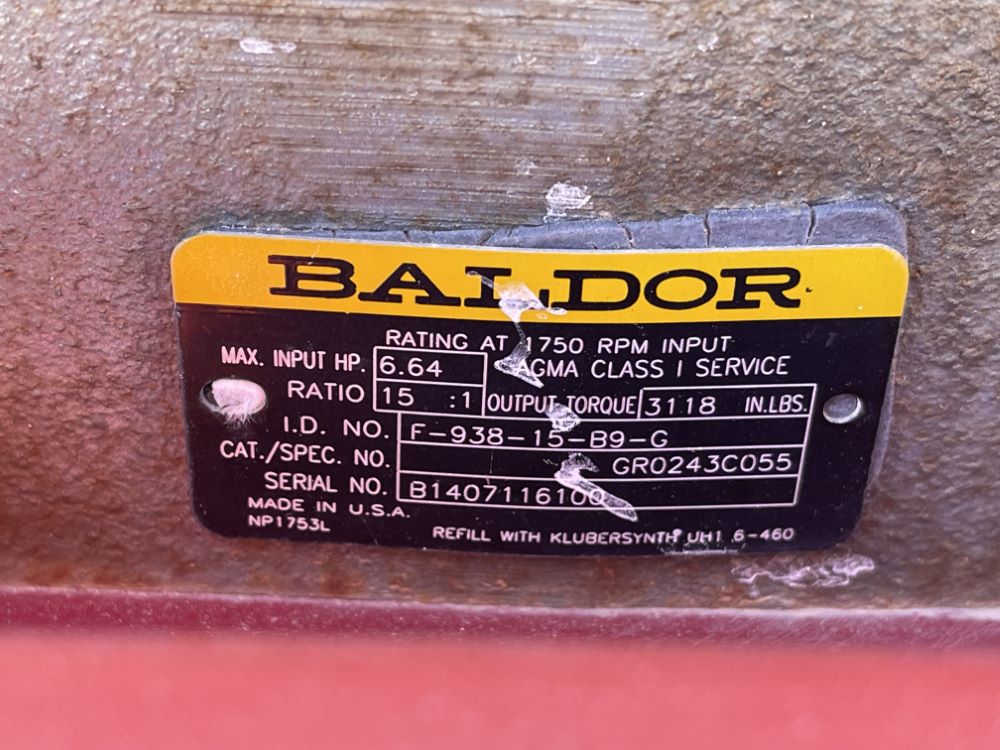 BALDOR
RATING AT 1750 RPM INPUT
MAX. INPUT HP. 6.64 AGMA CLASS I SERVICE
RATIO 15 :1 OUTPUT TORQUE 3118 IN.LBS.
I.D. NO. F-938-15-B9-G
CAT./SPEC. NO. GR0243C055
SERIAL NO. B1407116100
MADE IN U.S.A.
NP1753L REFILL WITH KLUBERSYNTH UH1 6-460